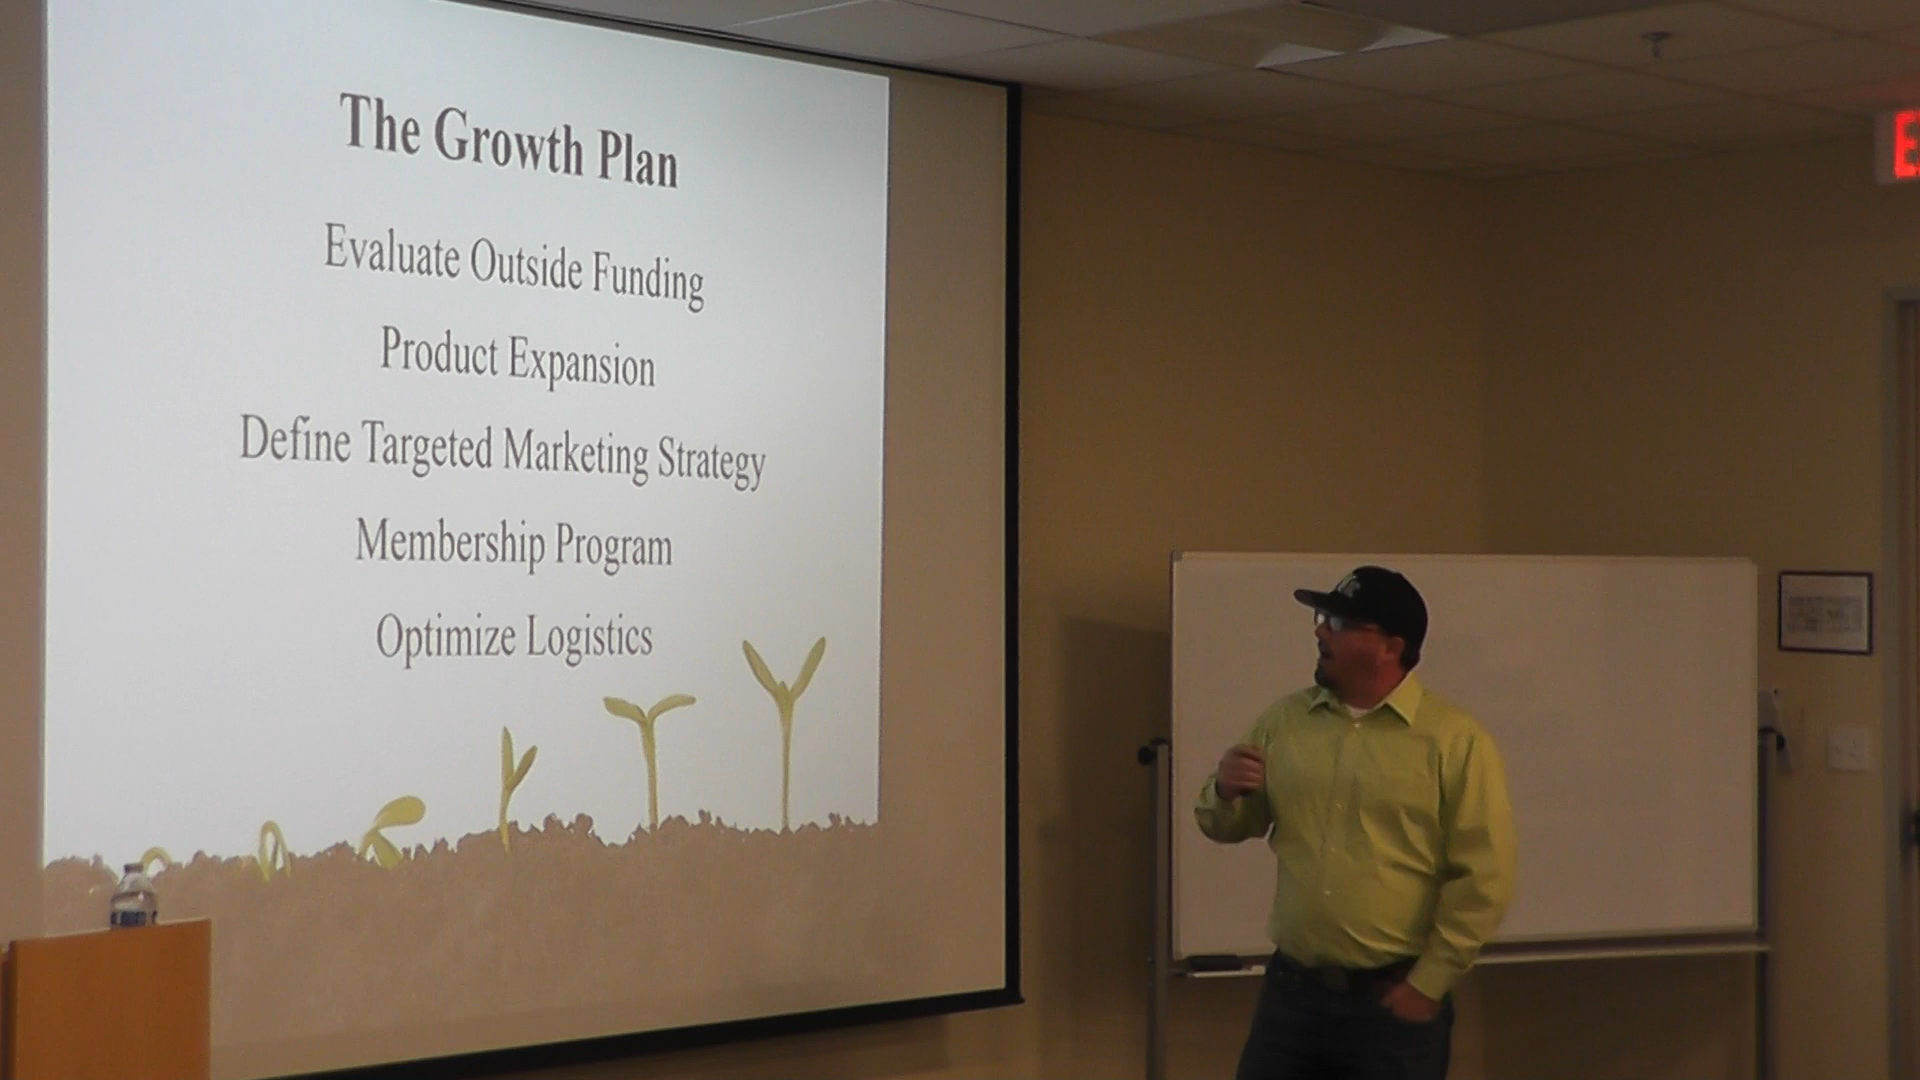 The Growth Plan
Evaluate Outside Funding
Product Expansion
Define Targeted Marketing Strategy
Membership Program
Optimize Logistics
E